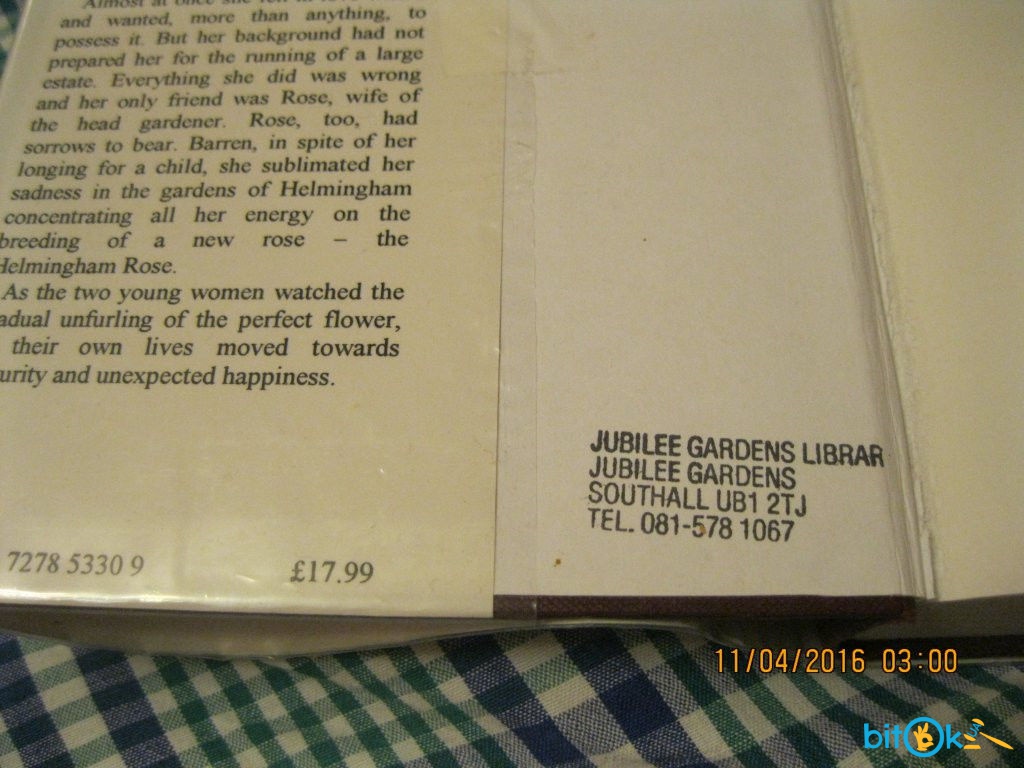 and wanted, more than anything, to
possess it. But her background had not
prepared her for the running of a large
estate. Everything she did was wrong
and her only friend was Rose, wife of
the head gardener. Rose, too, had
sorrows to bear. Barren, in spite of her
longing for a child, she sublimated her
sadness in the gardens of Helmingham
concentrating all her energy on the
breeding of a new rose – the
Helmingham Rose.
As the two young women watched the
adual unfurling of the perfect flower,
their own lives moved towards
urity and unexpected happiness.
7278 5330 9
£17.99
JUBILEE GARDENS LIBRAR
JUBILEE GARDENS
SOUTHALL UB1 2TJ
TEL. 081-578 1067
11/04/2016 03:00